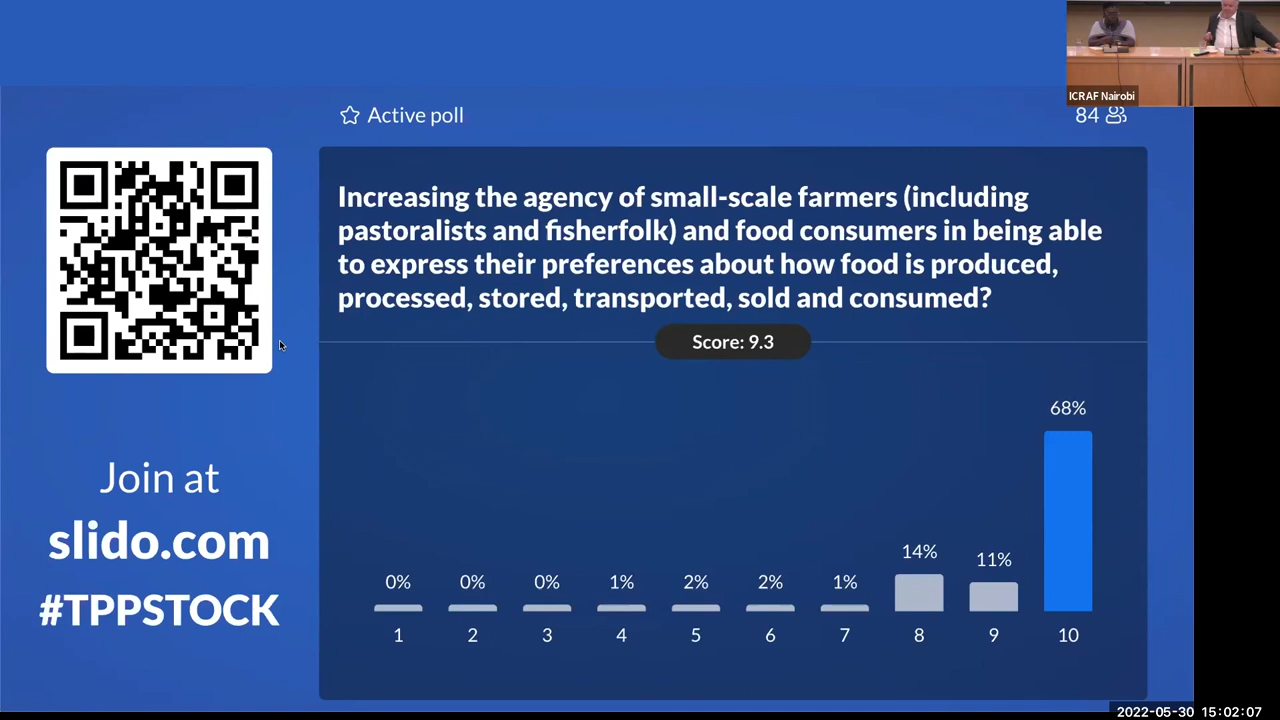 ICRAF Nairobi
Active poll
84
Increasing the agency of small-scale farmers (including
pastoralists and fisherfolk) and food consumers in being able
to express their preferences about how food is produced,
processed, stored, transported, sold and consumed?
Score: 9.3
68%
14%
11%
0% 0% 0% 1% 2% 2% 1%
1 2 3 4 5 6 7 8 9 10
Join at
slido.com
#TPPSTOCK
2022-05-30 15:02:07